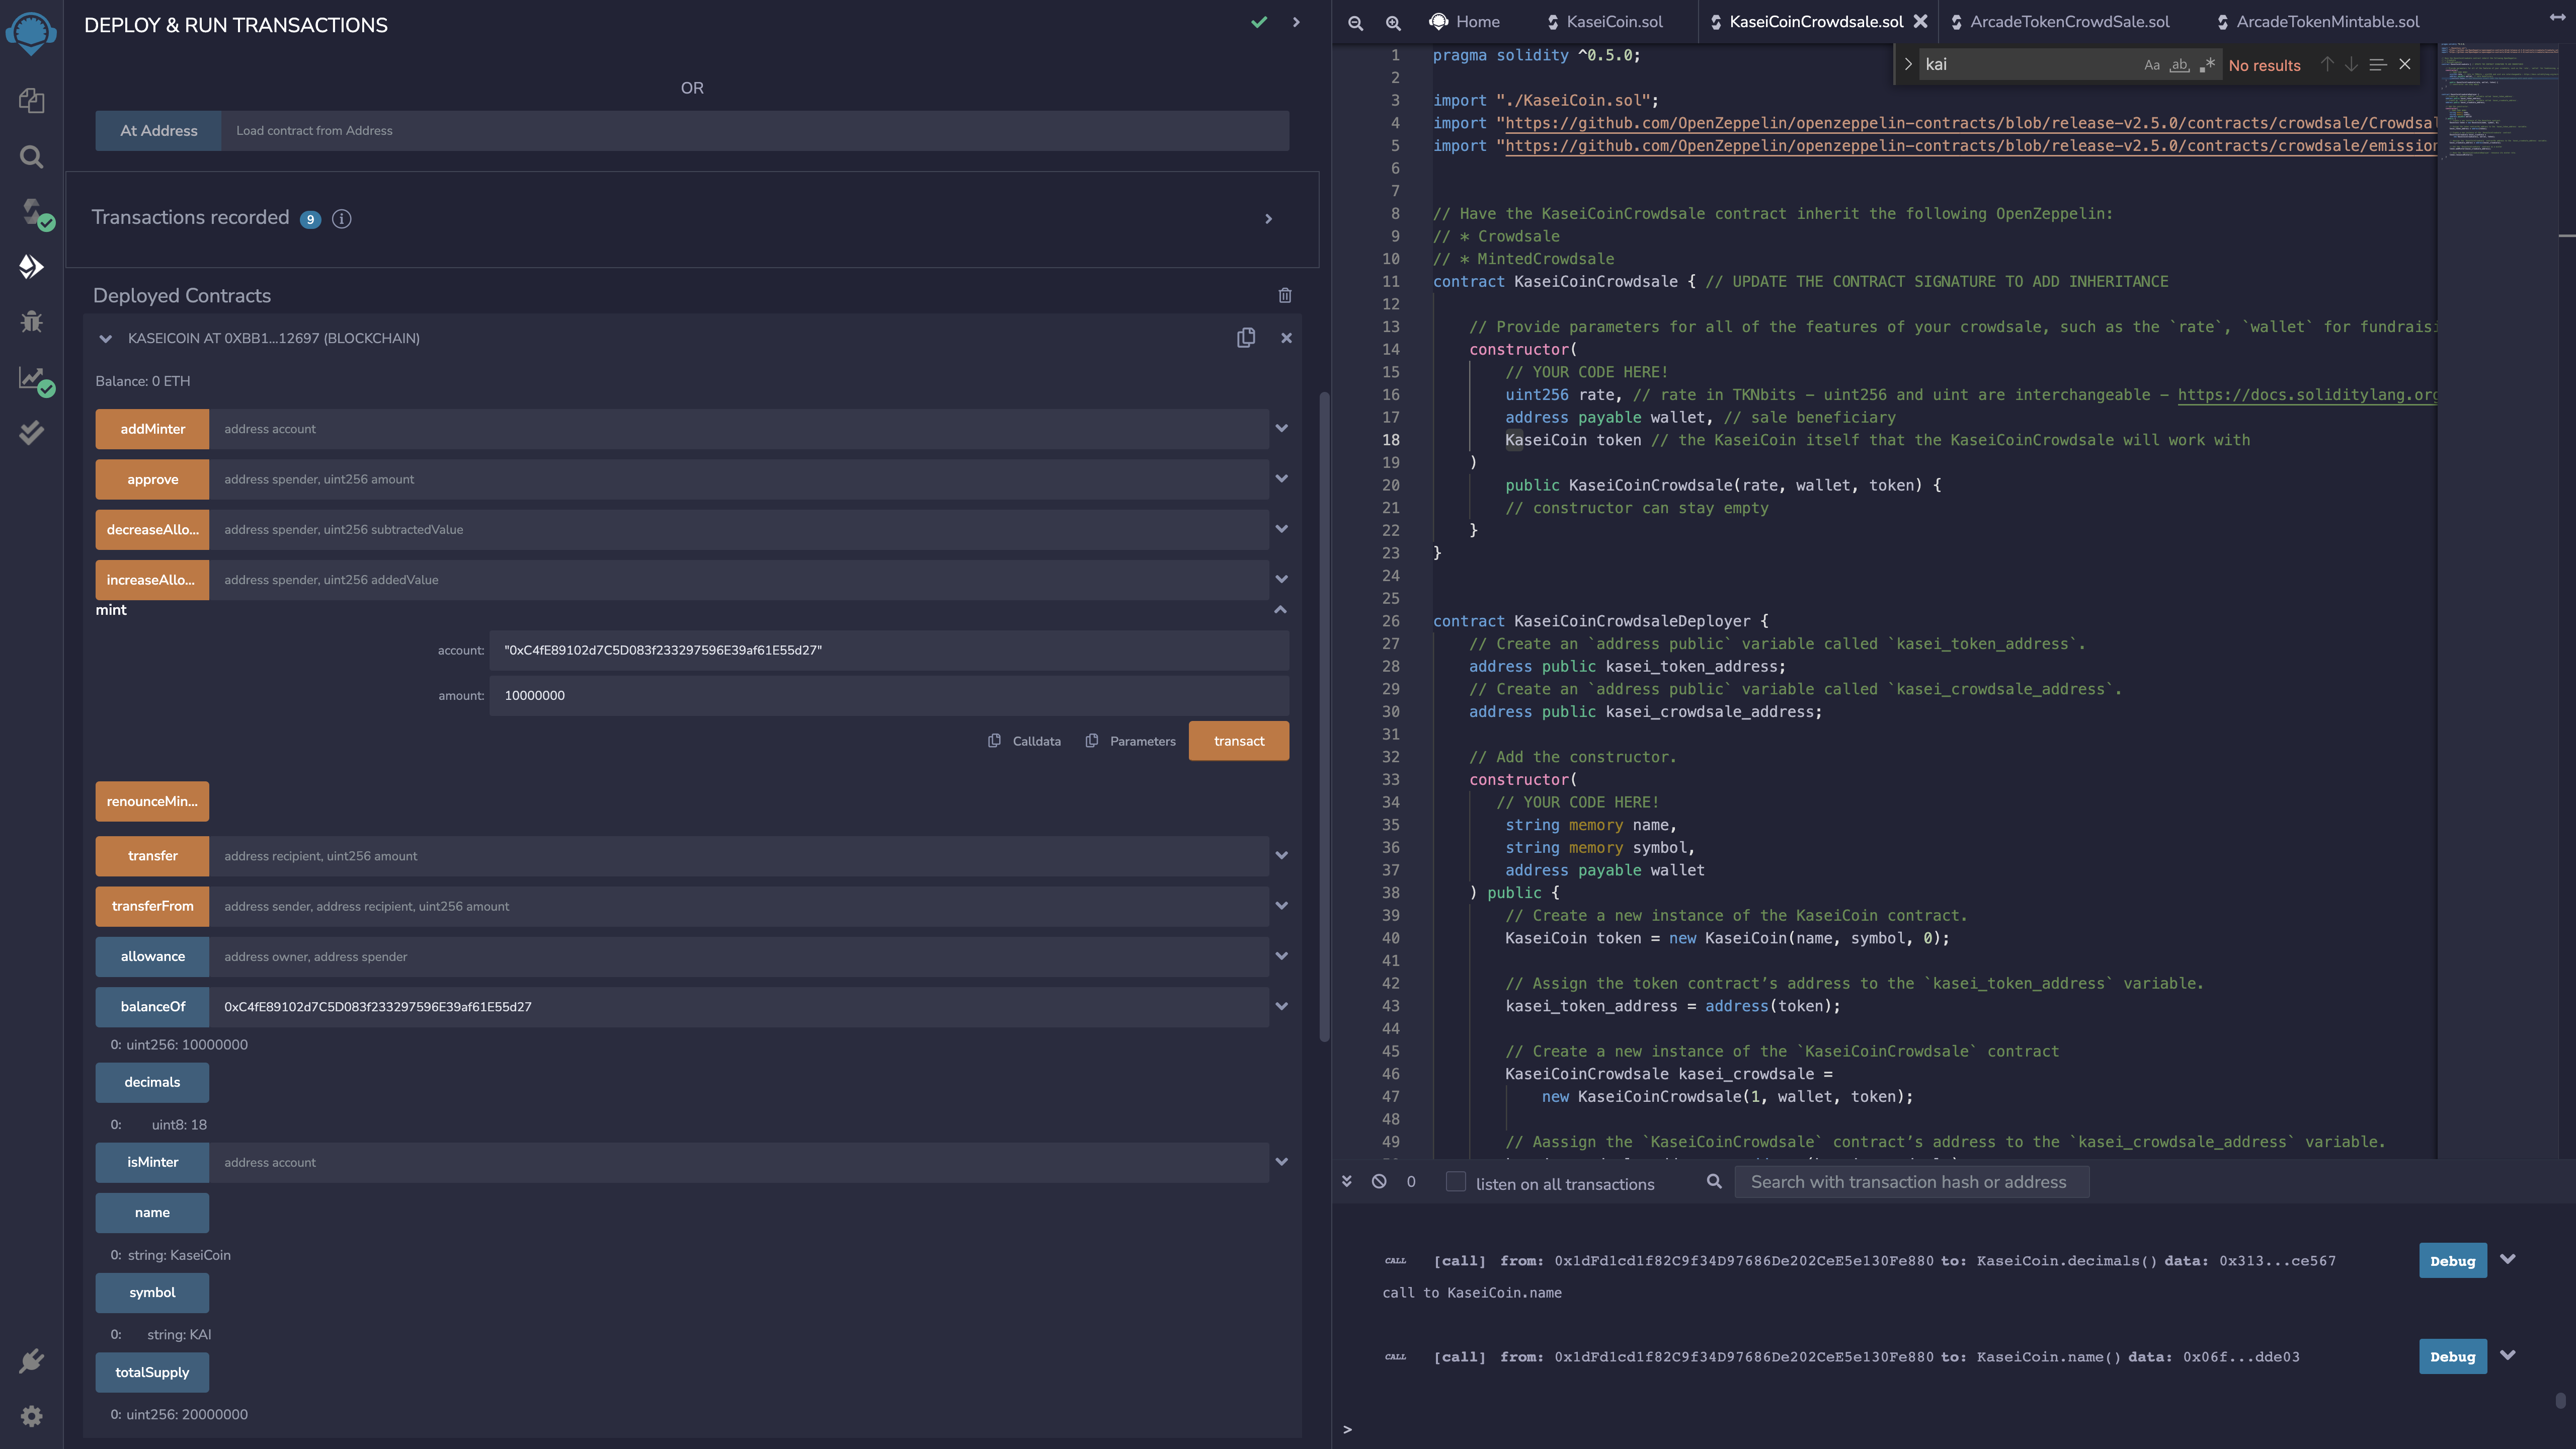 DEPLOY & RUN TRANSACTIONS
OR
At Address Load contract from Address
Transactions recorded 9 i
Deployed Contracts
KASEICOIN AT 0XBB1...12697 (BLOCKCHAIN)
Balance: 0 ETH
addMinter address account
approve address spender, uint256 amount
decreaseAllo... address spender, uint256 subtractedValue
increaseAllo... address spender, uint256 addedValue
mint
account: "0xC4fE89102d7C5D083f233297596E39af61E55d27"
amount: 10000000
Calldata Parameters transact
renounceMin...
transfer address recipient, uint256 amount
transferFrom address sender, address recipient, uint256 amount
allowance address owner, address spender
balanceOf 0xC4fE89102d7C5D083f233297596E39af61E55d27
0: uint256: 10000000
decimals
0: uint8: 18
isMinter address account
name
0: string: KaseiCoin
symbol
0: string: KAI
totalSupply
0: uint256: 20000000
Home KaseiCoin.sol KaseiCoinCrowdsale.sol ArcadeTokenCrowdSale.sol ArcadeTokenMintable.sol
kai Aa ab .* No results
1 pragma solidity ^0.5.0;
2
3 import "./KaseiCoin.sol";
4 import "https://github.com/OpenZeppelin/openzeppelin-contracts/blob/release-v2.5.0/contracts/crowdsale/Crowdsal
5 import "https://github.com/OpenZeppelin/openzeppelin-contracts/blob/release-v2.5.0/contracts/crowdsale/emission
6
7
8 // Have the KaseiCoinCrowdsale contract inherit the following OpenZeppelin:
9 // * Crowdsale
10 // * MintedCrowdsale
11 contract KaseiCoinCrowdsale { // UPDATE THE CONTRACT SIGNATURE TO ADD INHERITANCE
12
13 // Provide parameters for all of the features of your crowdsale, such as the `rate`, `wallet` for fundraisi
14 constructor(
15 // YOUR CODE HERE!
16 uint256 rate, // rate in TKNbits - uint256 and uint are interchangeable - https://docs.soliditylang.org
17 address payable wallet, // sale beneficiary
18 KaseiCoin token // the KaseiCoin itself that the KaseiCoinCrowdsale will work with
19 )
20 public KaseiCoinCrowdsale(rate, wallet, token) {
21 // constructor can stay empty
22 }
23 }
24
25
26 contract KaseiCoinCrowdsaleDeployer {
27 // Create an `address public` variable called `kasei_token_address`.
28 address public kasei_token_address;
29 // Create an `address public` variable called `kasei_crowdsale_address`.
30 address public kasei_crowdsale_address;
31
32 // Add the constructor.
33 constructor(
34 // YOUR CODE HERE!
35 string memory name,
36 string memory symbol,
37 address payable wallet
38 ) public {
39 // Create a new instance of the KaseiCoin contract.
40 KaseiCoin token = new KaseiCoin(name, symbol, 0);
41
42 // Assign the token contract’s address to the `kasei_token_address` variable.
43 kasei_token_address = address(token);
44
45 // Create a new instance of the `KaseiCoinCrowdsale` contract
46 KaseiCoinCrowdsale kasei_crowdsale =
47 new KaseiCoinCrowdsale(1, wallet, token);
48
49 // Aassign the `KaseiCoinCrowdsale` contract’s address to the `kasei_crowdsale_address` variable.
0 listen on all transactions Search with transaction hash or address
CALL [call] from: 0x1dFd1cd1f82C9f34D97686De202CeE5e130Fe880 to: KaseiCoin.decimals() data: 0x313...ce567 Debug
call to KaseiCoin.name
CALL [call] from: 0x1dFd1cd1f82C9f34D97686De202CeE5e130Fe880 to: KaseiCoin.name() data: 0x06f...dde03 Debug
>